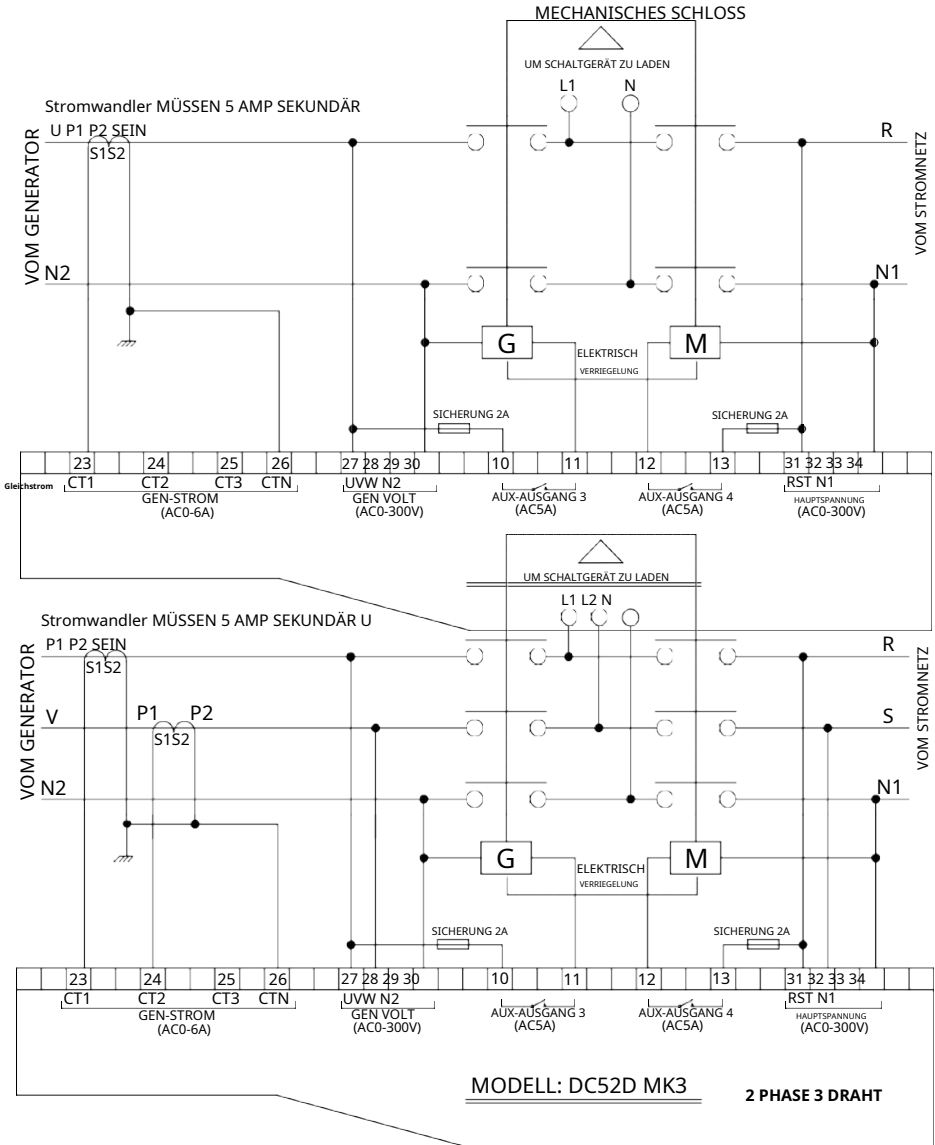 MECHANISCHES SCHLOSS
UM SCHALTGERÄT ZU LADEN
L1 N
Stromwandler MÜSSEN 5 AMP SEKUNDÄR
U P1 P2 SEIN
S1S2
R
VOM GENERATOR
VOM STROMNETZ
N2
N1
G
M
ELEKTRISCH
VERRIEGELUNG
SICHERUNG 2A
SICHERUNG 2A
23 24 25 26 27 28 29 30 10 11 12 13 31 32 33 34
Gleichstrom
CT1 CT2 CT3 CTN UVW N2 RST N1
GEN-STROM
(AC0-6A)
GEN VOLT
(AC0-300V)
AUX-AUSGANG 3
(AC5A)
AUX-AUSGANG 4
(AC5A)
HAUPTSPANNUNG
(AC0-300V)
UM SCHALTGERÄT ZU LADEN
L1 L2 N
Stromwandler MÜSSEN 5 AMP SEKUNDÄR U
P1 P2 SEIN
S1S2
R
VOM GENERATOR
VOM STROMNETZ
V
P1 P2
S1S2
S
N2
N1
G
M
ELEKTRISCH
VERRIEGELUNG
SICHERUNG 2A
SICHERUNG 2A
23 24 25 26 27 28 29 30 10 11 12 13 31 32 33 34
CT1 CT2 CT3 CTN UVW N2 RST N1
GEN-STROM
(AC0-6A)
GEN VOLT
(AC0-300V)
AUX-AUSGANG 3
(AC5A)
AUX-AUSGANG 4
(AC5A)
HAUPTSPANNUNG
(AC0-300V)
MODELL: DC52D MK3
2 PHASE 3 DRAHT